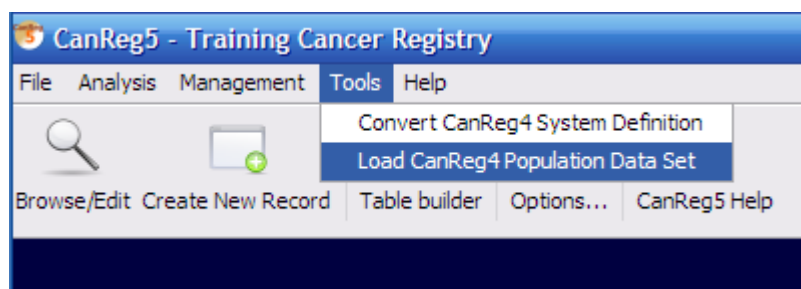 CanReg5 - Training Cancer Registry
File Analysis Management Tools Help
Convert CanReg4 System Definition
Load CanReg4 Population Data Set
Browse/Edit Create New Record Table builder Options... CanReg5 Help